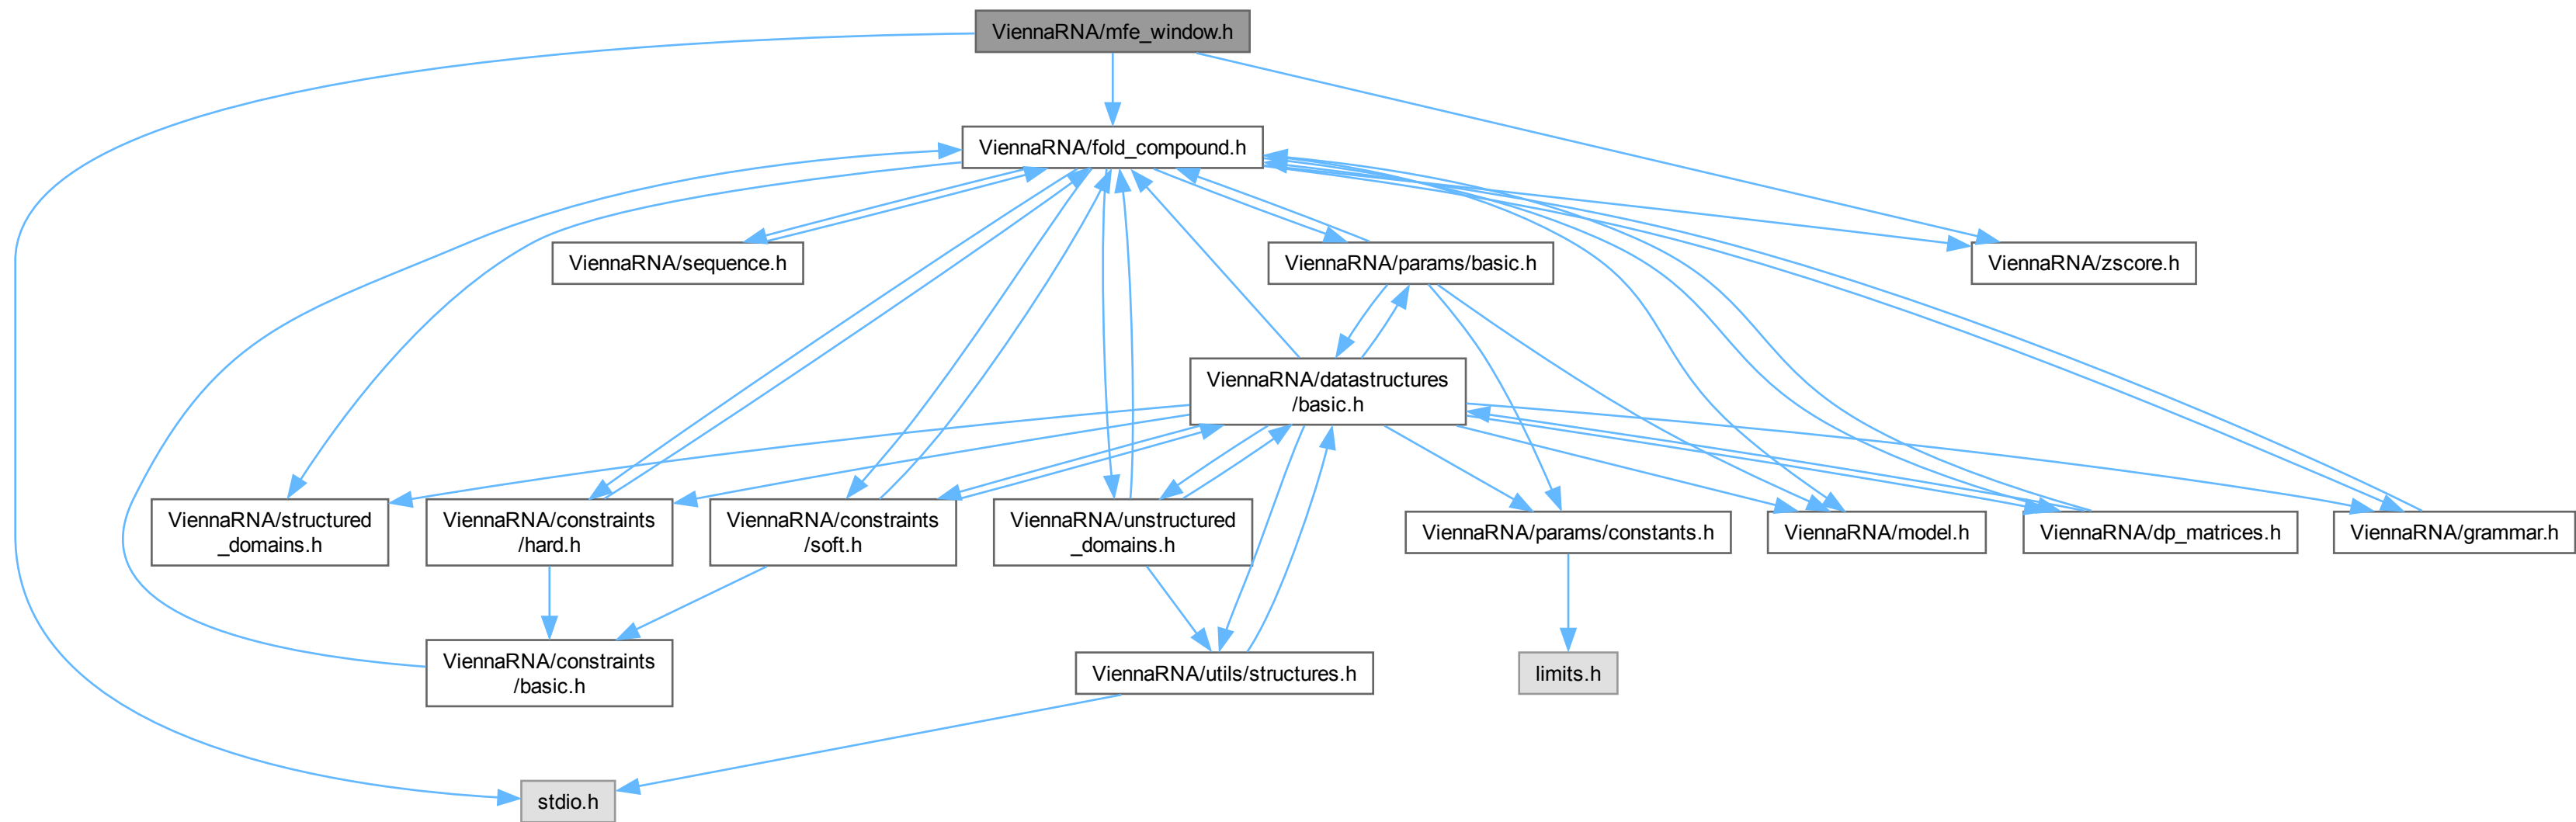 ViennaRNA/mfe_window.h
ViennaRNA/fold_compound.h
ViennaRNA/sequence.h
ViennaRNA/params/basic.h
ViennaRNA/zscore.h
ViennaRNA/datastructures
/basic.h
ViennaRNA/structured
_domains.h
ViennaRNA/constraints
/hard.h
ViennaRNA/constraints
/soft.h
ViennaRNA/unstructured
_domains.h
ViennaRNA/params/constants.h
ViennaRNA/model.h
ViennaRNA/dp_matrices.h
ViennaRNA/grammar.h
ViennaRNA/constraints
/basic.h
ViennaRNA/utils/structures.h
limits.h
stdio.h